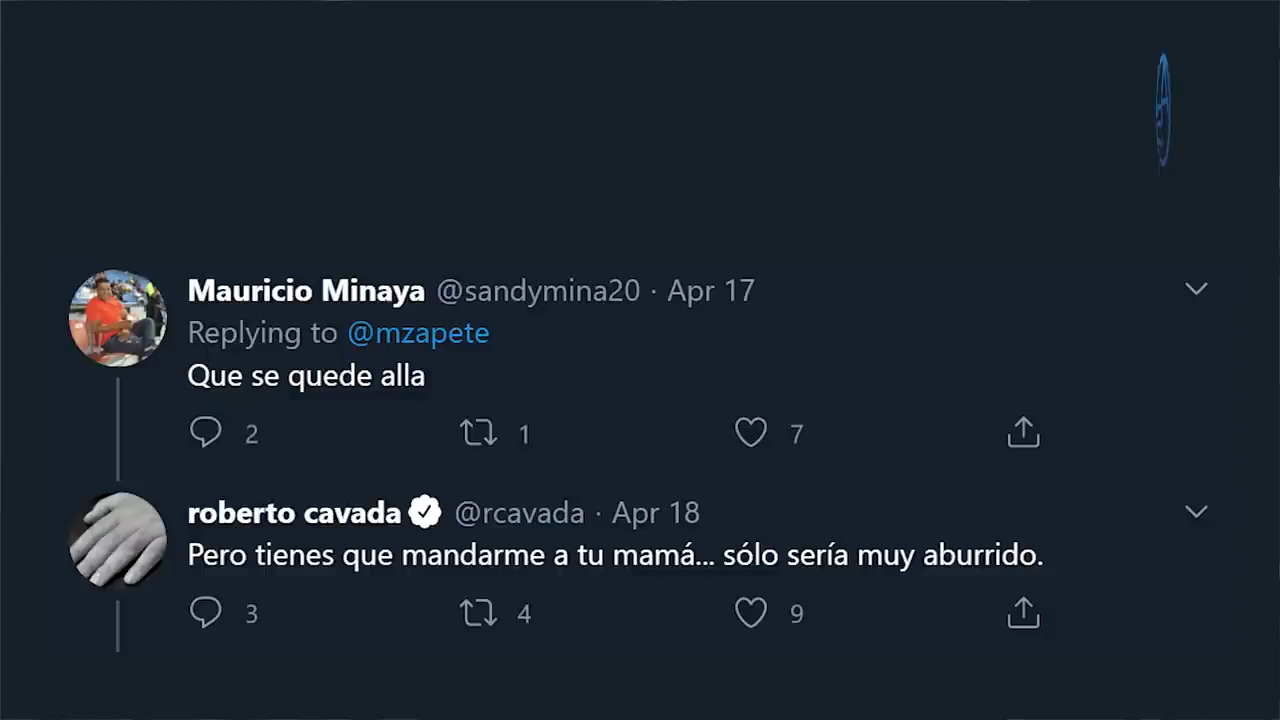 Mauricio Minaya @sandymina20 · Apr 17
Replying to @mzapete
Que se quede alla
2 1 7
roberto cavada @rcavada · Apr 18
Pero tienes que mandarme a tu mamá... sólo sería muy aburrido.
3 4 9